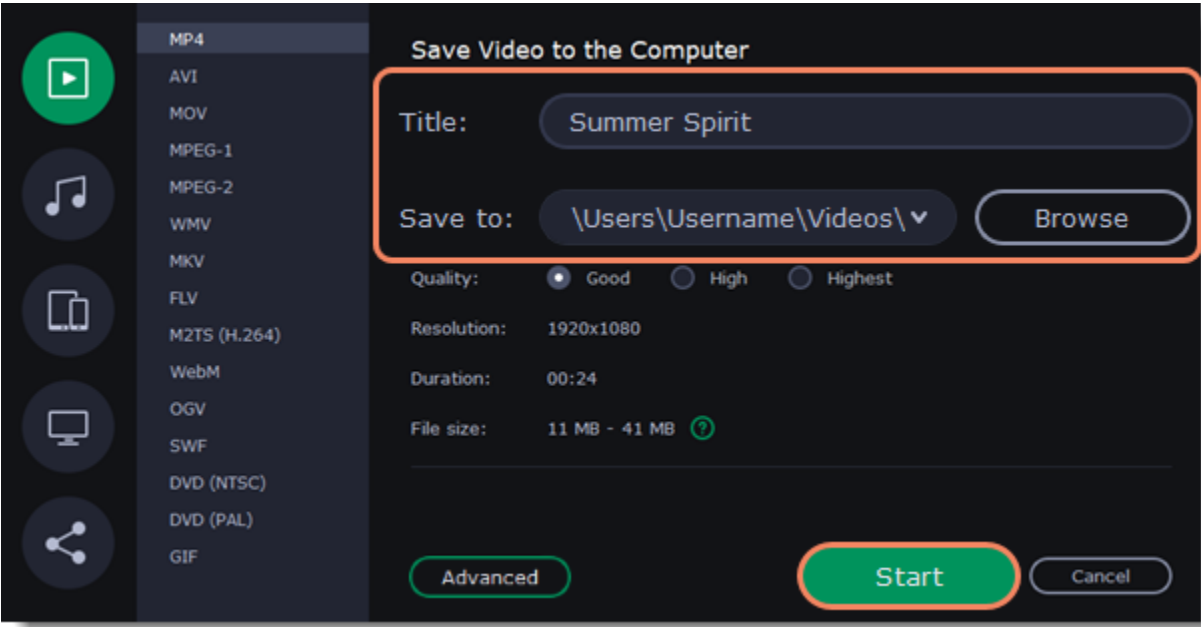 MP4
AVI
MOV
MPEG-1
MPEG-2
WMV
MKV
FLV
M2TS (H.264)
WebM
OGV
SWF
DVD (NTSC)
DVD (PAL)
GIF
Save Video to the Computer
Title: Summer Spirit
Save to: \Users\Username\Videos\ Browse
Quality: Good High Highest
Resolution: 1920x1080
Duration: 00:24
File size: 11 MB - 41 MB ?
Advanced Start Cancel